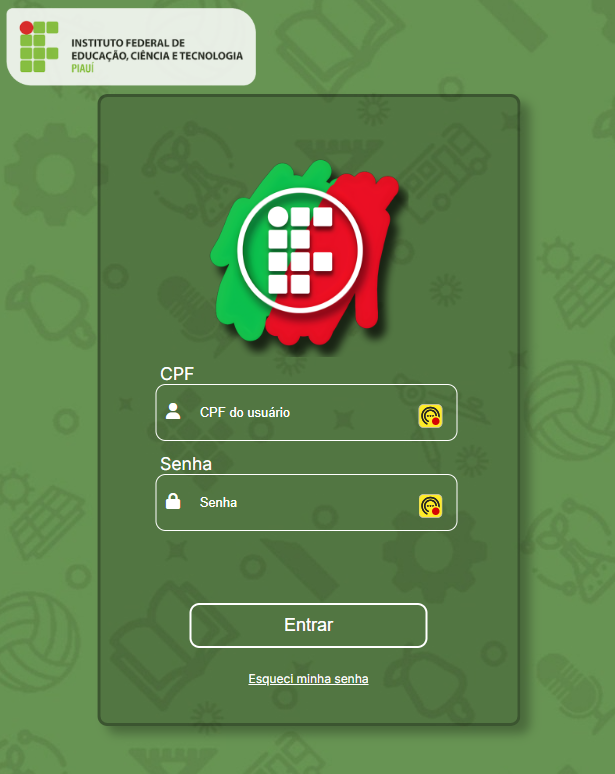 INSTITUTO FEDERAL DE
EDUCAÇÃO, CIÊNCIA E TECNOLOGIA
PIAUÍ
CPF
CPF do usuário
Senha
Senha
Entrar
Esqueci minha senha